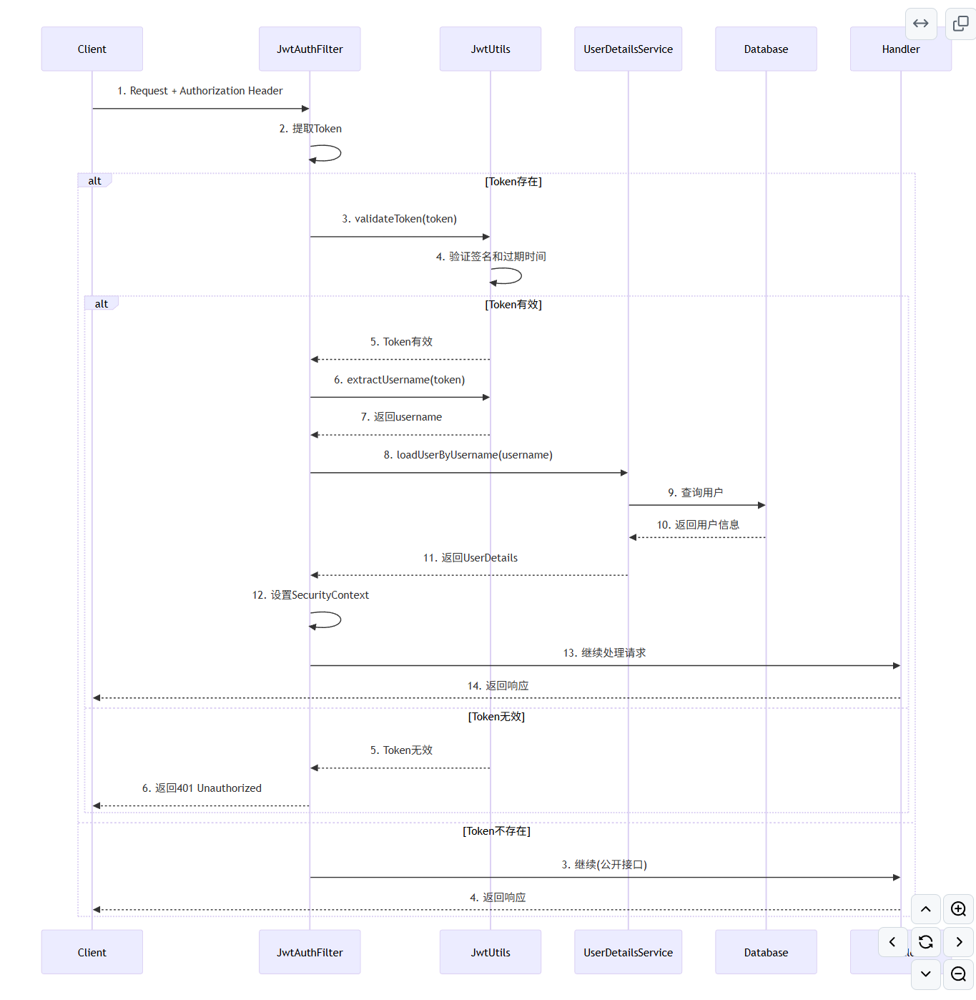 Client
JwtAuthFilter
JwtUtils
UserDetailsService
Database
Handler
1. Request + Authorization Header
2. 提取Token
alt
[Token存在]
3. validateToken(token)
4. 验证签名和过期时间
alt
[Token有效]
5. Token有效
6. extractUsername(token)
7. 返回username
8. loadUserByUsername(username)
9. 查询用户
10. 返回用户信息
11. 返回UserDetails
12. 设置SecurityContext
13. 继续处理请求
14. 返回响应
[Token无效]
5. Token无效
6. 返回401 Unauthorized
[Token不存在]
3. 继续(公开接口)
4. 返回响应
Client
JwtAuthFilter
JwtUtils
UserDetailsService
Database